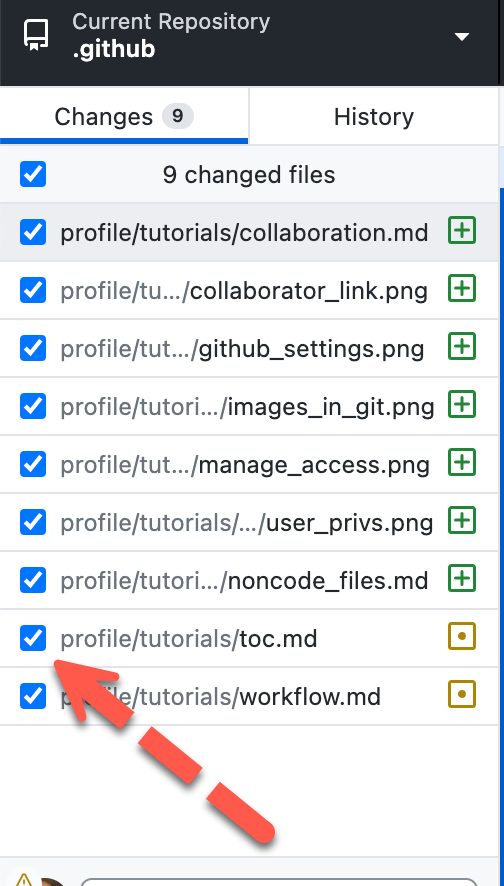 Current Repository
.github
Changes 9
History
9 changed files
profile/tutorials/collaboration.md
profile/tu.../collaborator_link.png
profile/tut.../github_settings.png
profile/tutori.../images_in_git.png
profile/tut.../manage_access.png
profile/tutorials/.../user_privs.png
profile/tutori.../noncode_files.md
profile/tutorials/toc.md
profile/tutorials/workflow.md